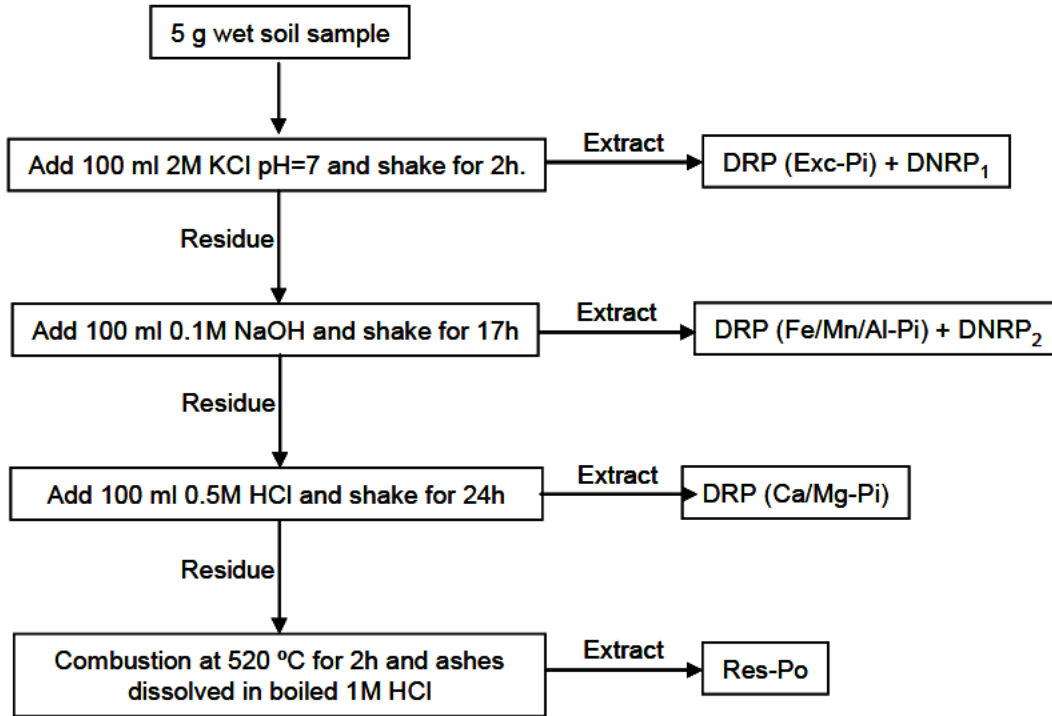 5 g wet soil sample
Add 100 ml 2M KCl pH=7 and shake for 2h.
Extract
DRP (Exc-Pi) + DNRP₁
Residue
Add 100 ml 0.1M NaOH and shake for 17h
Extract
DRP (Fe/Mn/Al-Pi) + DNRP₂
Residue
Add 100 ml 0.5M HCl and shake for 24h
Extract
DRP (Ca/Mg-Pi)
Residue
Combustion at 520 ºC for 2h and ashes
dissolved in boiled 1M HCl
Extract
Res-Po